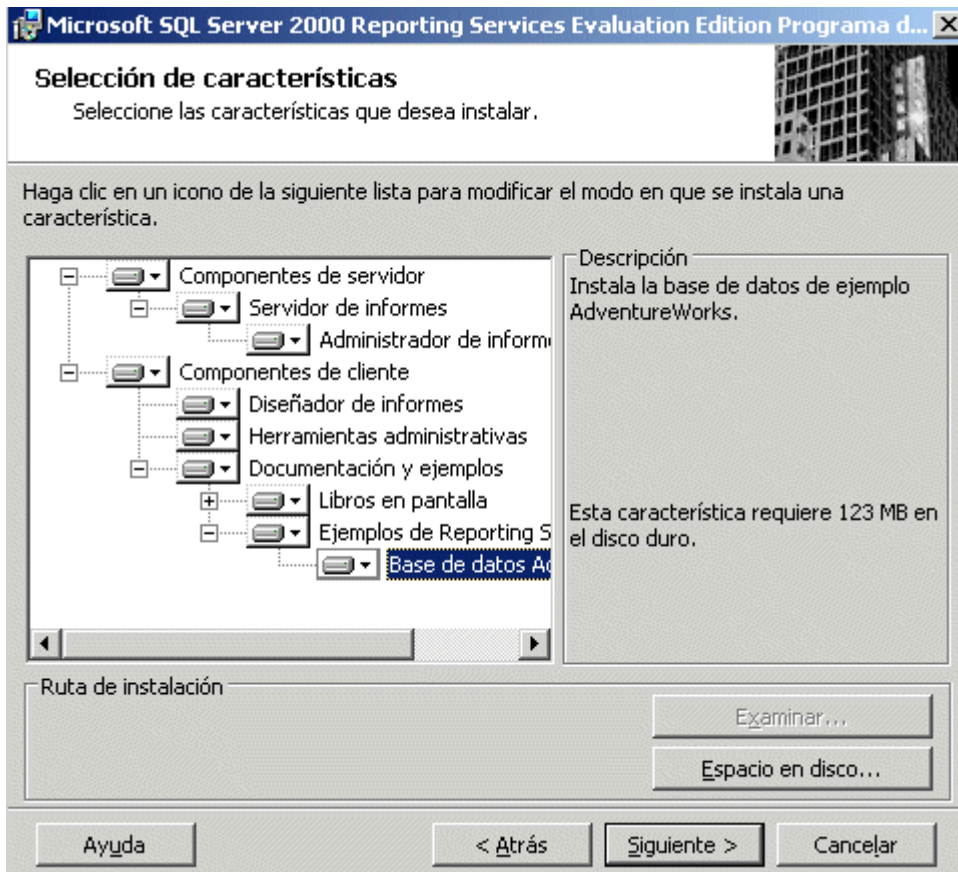 Microsoft SQL Server 2000 Reporting Services Evaluation Edition Programa d...
Selección de características
Seleccione las características que desea instalar.
Haga clic en un icono de la siguiente lista para modificar el modo en que se instala una
característica.
Componentes de servidor
Servidor de informes
Administrador de inform
Componentes de cliente
Diseñador de informes
Herramientas administrativas
Documentación y ejemplos
Libros en pantalla
Ejemplos de Reporting S
Base de datos Ad
Descripción
Instala la base de datos de ejemplo
AdventureWorks.
Esta característica requiere 123 MB en
el disco duro.
Ruta de instalación
Examinar...
Espacio en disco...
Ayuda
< Atrás
Siguiente >
Cancelar